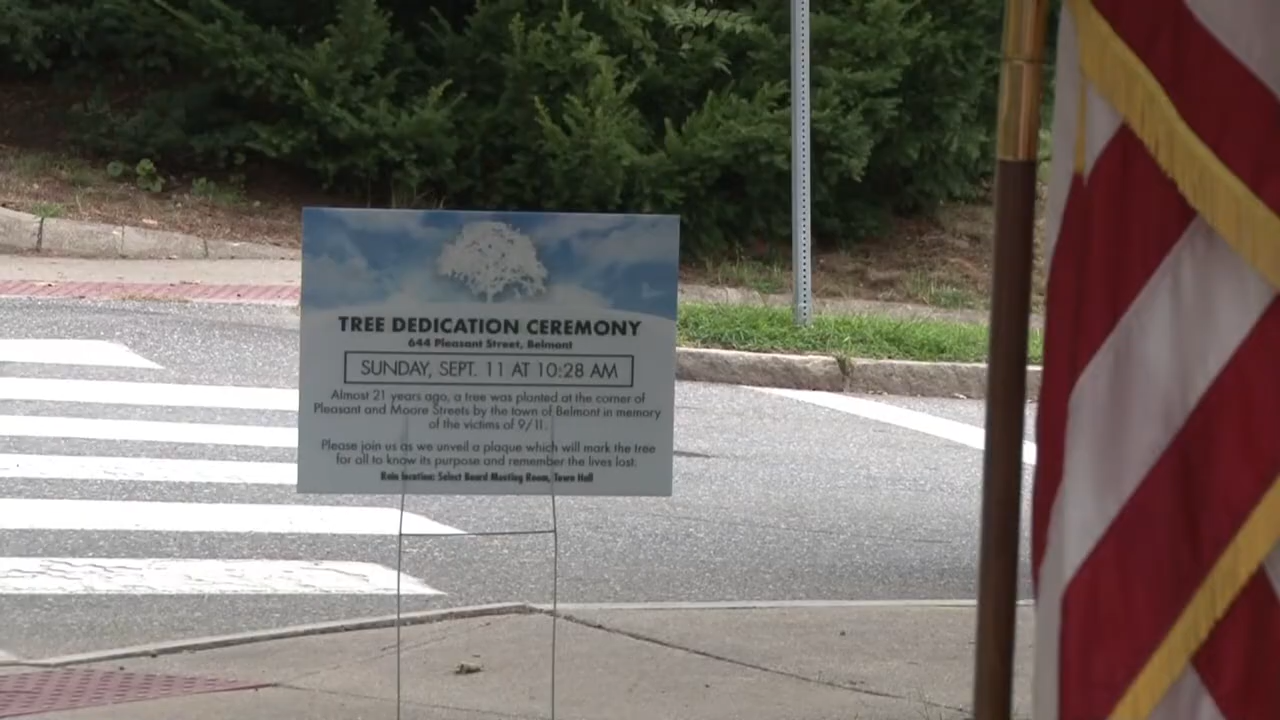 TREE DEDICATION CEREMONY
644 Pleasant Street, Belmont
SUNDAY, SEPT. 11 AT 10:28 AM
Almost 21 years ago, a tree was planted at the corner of
Pleasant and Moore Streets by the town of Belmont in memory
of the victims of 9/11.
Please join us as we unveil a plaque which will mark the tree
for all to know its purpose and remember the lives lost.
Rain location: Select Board Meeting Room, Town Hall